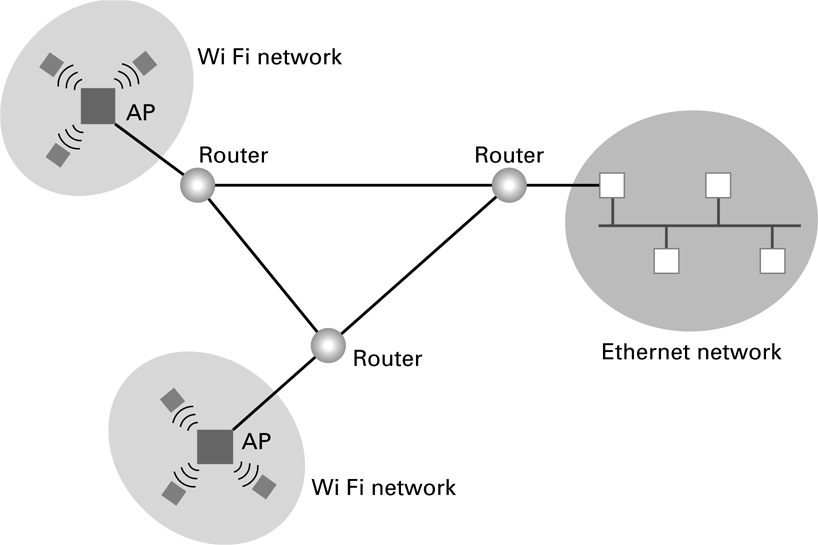 Wi Fi network
AP
Router
Router
Ethernet network
Router
AP
Wi Fi network